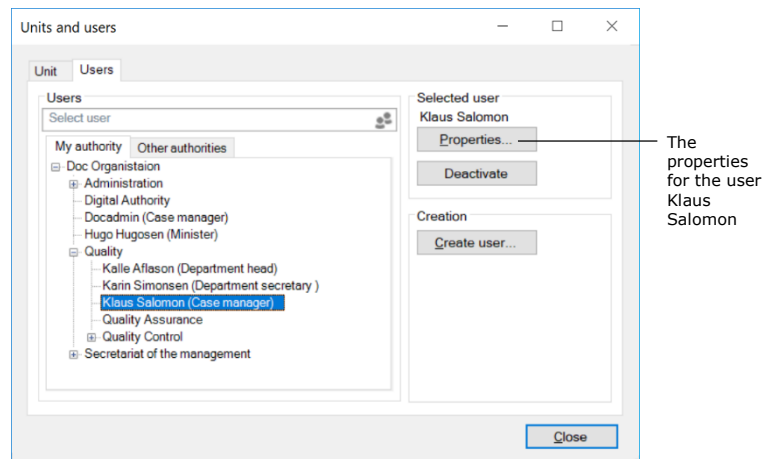 Units and users
Unit
Users
Users
Select user
My authority
Other authorities
Doc Organistaion
Administration
Digital Authority
Docadmin (Case manager)
Hugo Hugosen (Minister)
Quality
Kalle Aflason (Department head)
Karin Simonsen (Department secretary )
Klaus Salomon (Case manager)
Quality Assurance
Quality Control
Secretariat of the management
Selected user
Klaus Salomon
Properties...
Deactivate
Creation
Create user...
Close
The
properties
for the user
Klaus
Salomon